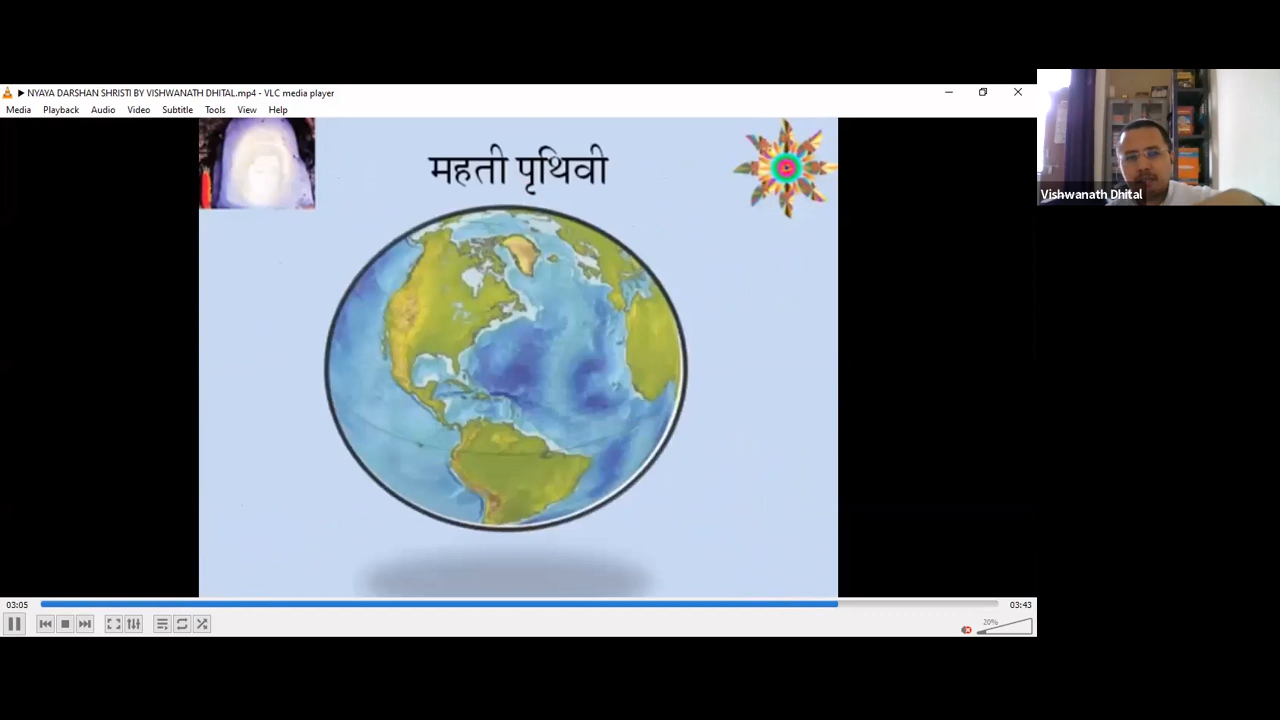 NYAYA DARSHAN SHRISTI BY VISHWANATH DHITAL.mp4 - VLC media player
Media Playback Audio Video Subtitle Tools View Help
महती पृथिवी
Vishwanath Dhital
03:05
03:43
20%